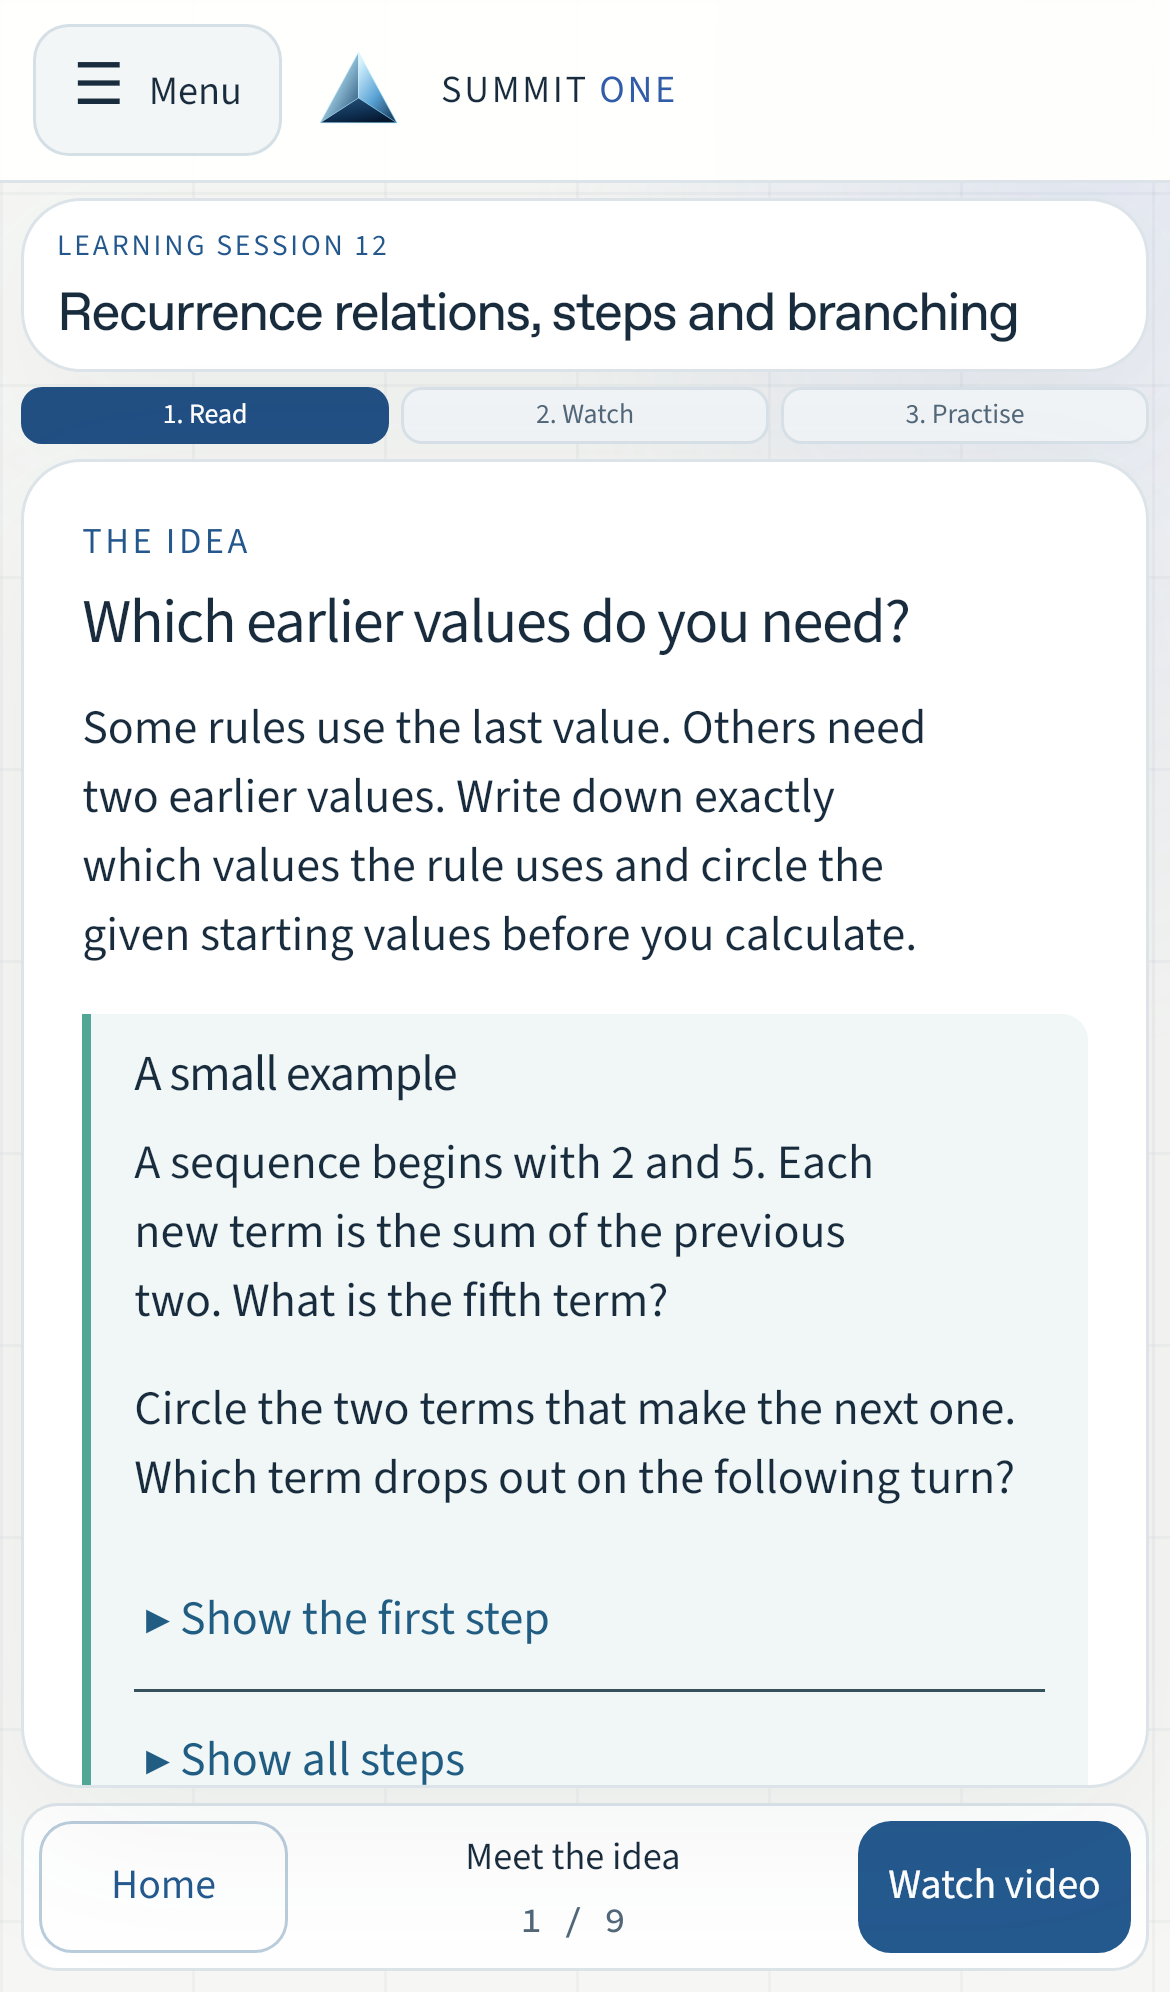 ☰ Menu
SUMMIT ONE
LEARNING SESSION 12
Recurrence relations, steps and branching
1. Read
2. Watch
3. Practise
THE IDEA
Which earlier values do you need?
Some rules use the last value. Others need
two earlier values. Write down exactly
which values the rule uses and circle the
given starting values before you calculate.
A small example
A sequence begins with 2 and 5. Each
new term is the sum of the previous
two. What is the fifth term?
Circle the two terms that make the next one.
Which term drops out on the following turn?
▸ Show the first step
▸ Show all steps
Home
Meet the idea
1 / 9
Watch video